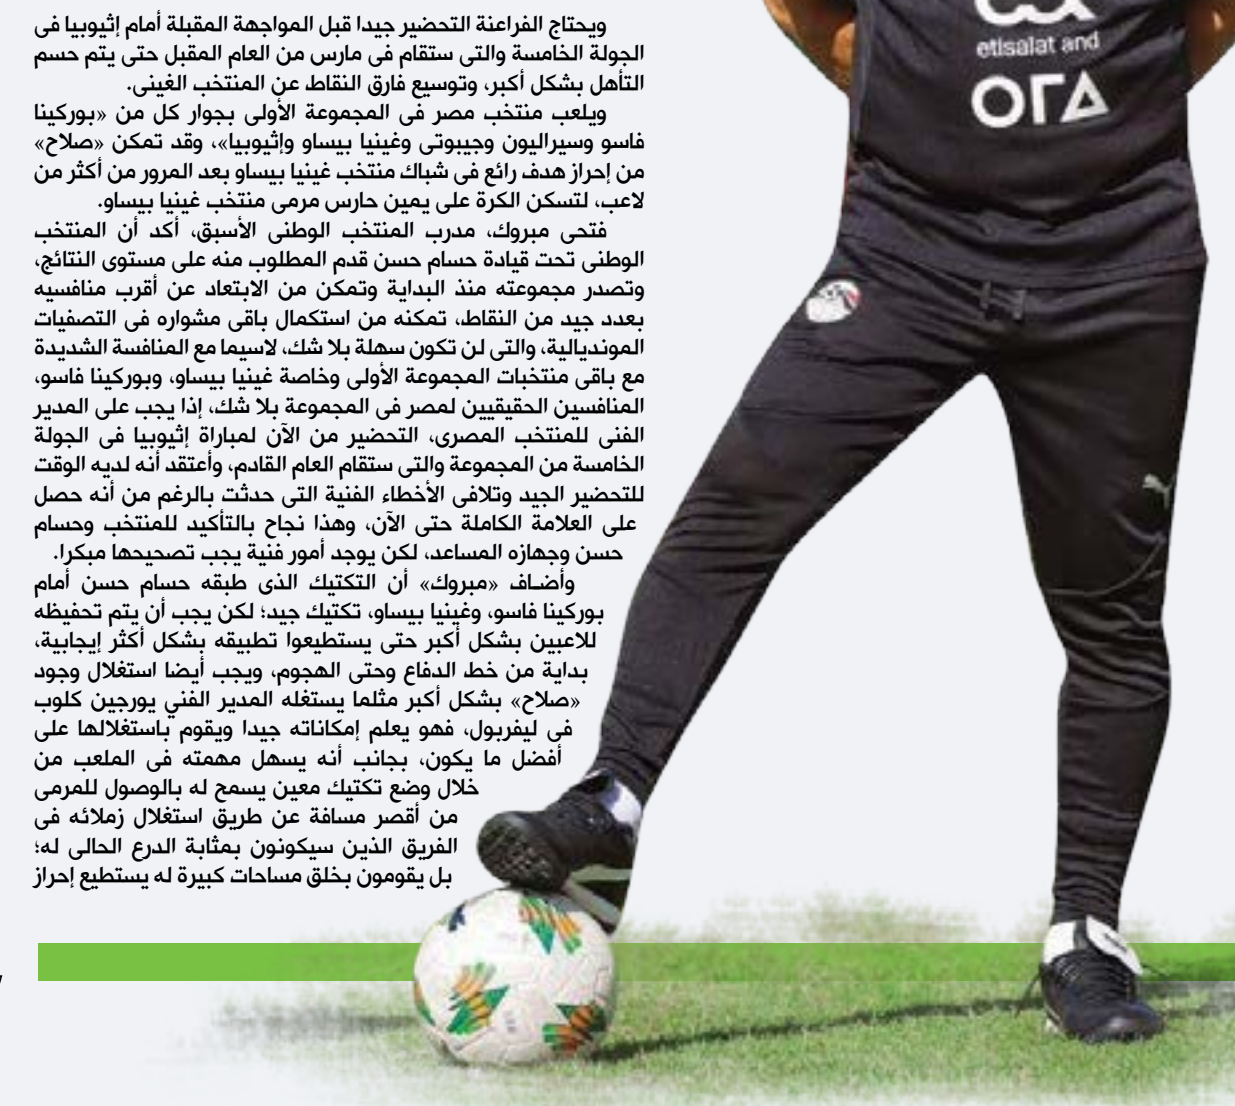 ويحتاج الفراعنة التحضير جيدا قبل المواجهة المقبلة أمام إثيوبيا فى
الجولة الخامسة والتى ستقام فى مارس من العام المقبل حتى يتم حسم
التأهل بشكل أكبر، وتوسيع فارق النقاط عن المنتخب الغينى.
ويلعب منتخب مصر فى المجموعة الأولى بجوار كل من «بوركينا
فاسو وسيراليون وجيبوتى وغينيا بيساو وإثيوبيا»، وقد تمكن «صلاح»
من إحراز هدف رائع فى شباك منتخب غينيا بيساو بعد المرور من أكثر من
لاعب، لتسكن الكرة على يمين حارس مرمى منتخب غينيا بيساو.
فتحى مبروك، مدرب المنتخب الوطنى الأسبق، أكد أن المنتخب
الوطنى تحت قيادة حسام حسن قدم المطلوب منه على مستوى النتائج،
وتصدر مجموعته منذ البداية وتمكن من الابتعاد عن أقرب منافسيه
بعدد جيد من النقاط، تمكنه من استكمال باقى مشواره فى التصفيات
المونديالية، والتى لن تكون سهلة بلا شك، لاسيما مع المنافسة الشديدة
مع باقى منتخبات المجموعة الأولى وخاصة غينيا بيساو، وبوركينا فاسو،
المنافسين الحقيقيين لمصر فى المجموعة بلا شك، إذا يجب على المدير
الفنى للمنتخب المصرى، التحضير من الآن لمباراة إثيوبيا فى الجولة
الخامسة من المجموعة والتى ستقام العام القادم، وأعتقد أنه لديه الوقت
للتحضير الجيد وتلافى الأخطاء الفنية التى حدثت بالرغم من أنه حصل
على العلامة الكاملة حتى الآن، وهذا نجاح بالتأكيد للمنتخب وحسام
حسن وجهازه المساعد، لكن يوجد أمور فنية يجب تصحيحها مبكرا.
وأضاف «مبروك» أن التكتيك الذى طبقه حسام حسن أمام
بوركينا فاسو، وغينيا بيساو، تكتيك جيد؛ لكن يجب أن يتم تحفيظه
للاعبين بشكل أكبر حتى يستطيعوا تطبيقه بشكل أكثر إيجابية،
بداية من خط الدفاع وحتى الهجوم، ويجب أيضا استغلال وجود
«صلاح» بشكل أكبر مثلما يستغله المدير الفني يورجين كلوب
فى ليفربول، فهو يعلم إمكاناته جيدا ويقوم باستغلالها على
أفضل ما يكون، بجانب أنه يسهل مهمته فى الملعب من
خلال وضع تكتيك معين يسمح له بالوصول للمرمى
من أقصر مسافة عن طريق استغلال زملائه فى
الفريق الذين سيكونون بمثابة الدرع الحالى له؛
بل يقومون بخلق مساحات كبيرة له يستطيع إحراز
etisalat and
ORA